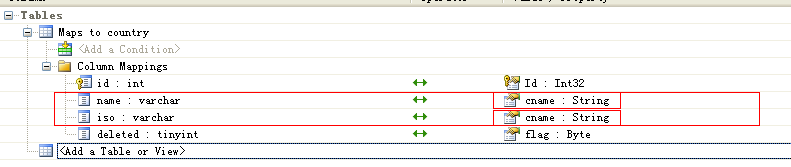 Tables
Maps to country
<Add a Condition>
Column Mappings
id : int Id : Int32
name : varchar cname : String
iso : varchar cname : String
deleted : tinyint flag : Byte
<Add a Table or View>